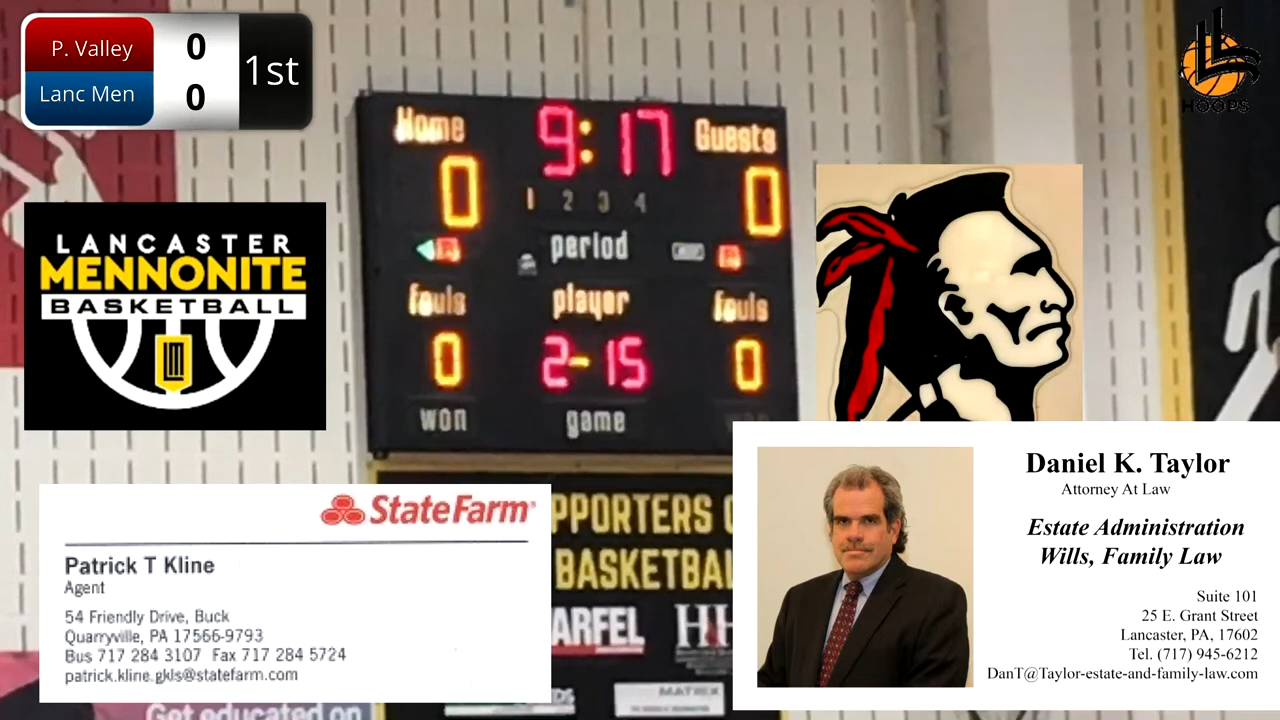 P. Valley 0
Lanc Men 0
1st
HOOPS
Home 9:17 Guests
0 0
1 2 3 4
period
fouls player fouls
0 2-15 0
won game
LANCASTER
MENNONITE
BASKETBALL
LM
StateFarm
Patrick T Kline
Agent
54 Friendly Drive, Buck
Quarryville, PA 17566-9793
Bus 717 284 3107 Fax 717 284 5724
patrick.kline.gkls@statefarm.com
PPORTERS
BASKETBA
ARFEL
HH
MATRIX
Get educated on
Daniel K. Taylor
Attorney At Law
Estate Administration
Wills, Family Law
Suite 101
25 E. Grant Street
Lancaster, PA, 17602
Tel. (717) 945-6212
DanT@Taylor-estate-and-family-law.com